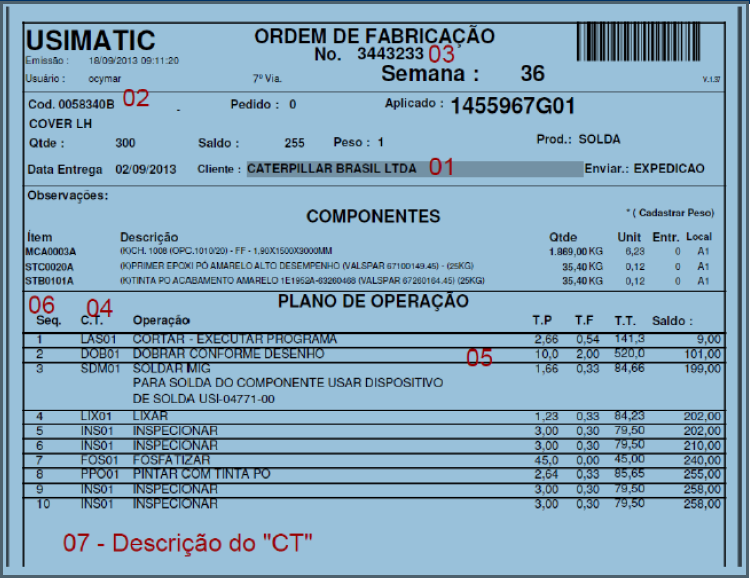 USIMATIC ORDEM DE FABRICAÇÃO
No. 3443233 03
Emissão : 18/09/2013 09:11:20
Usuário : ocymar 7º Via. Semana : 36 V.1.37
Cod. 0058340B 02 - Pedido : 0 Aplicado : 1455967G01
COVER LH
Qtde : 300 Saldo : 255 Peso : 1 Prod.: SOLDA
Data Entrega 02/09/2013 Cliente : CATERPILLAR BRASIL LTDA 01 Enviar.: EXPEDICAO
Observações:
COMPONENTES * ( Cadastrar Peso)
Ítem Descrição Qtde Unit Entr. Local
MCA0003A (K)CH. 1008 (OPC.1010/20) - FF - 1.90X1500X3000MM 1.869,00 KG 6,23 0 A1
STC0020A (K)PRIMER EPOXI PÓ AMARELO ALTO DESEMPENHO (VALSPAR 67100149.45) - (25KG) 35,40 KG 0,12 0 A1
STB0101A (K)TINTA PO ACABAMENTO AMARELO 1E1952A-63260468 (VALSPAR 67260164.45) (25KG) 35,40 KG 0,12 0 A1
PLANO DE OPERAÇÃO
06 04
Seq. C.T. Operação T.P T.F T.T. Saldo :
1 LAS01 CORTAR - EXECUTAR PROGRAMA 2,66 0,54 141,3 9,00
2 DOB01 DOBRAR CONFORME DESENHO 05 10,0 2,00 520,0 101,00
3 SDM01 SOLDAR MIG 1,66 0,33 84,66 199,00
PARA SOLDA DO COMPONENTE USAR DISPOSITIVO
DE SOLDA USI-04771-00
4 LIX01 LIXAR 1,23 0,33 84,23 202,00
5 INS01 INSPECIONAR 3,00 0,30 79,50 202,00
6 INS01 INSPECIONAR 3,00 0,30 79,50 210,00
7 FOS01 FOSFATIZAR 45,0 0,00 45,00 240,00
8 PPO01 PINTAR COM TINTA PO 2,64 0,33 85,65 255,00
9 INS01 INSPECIONAR 3,00 0,30 79,50 258,00
10 INS01 INSPECIONAR 3,00 0,30 79,50 258,00
07 - Descrição do "CT"